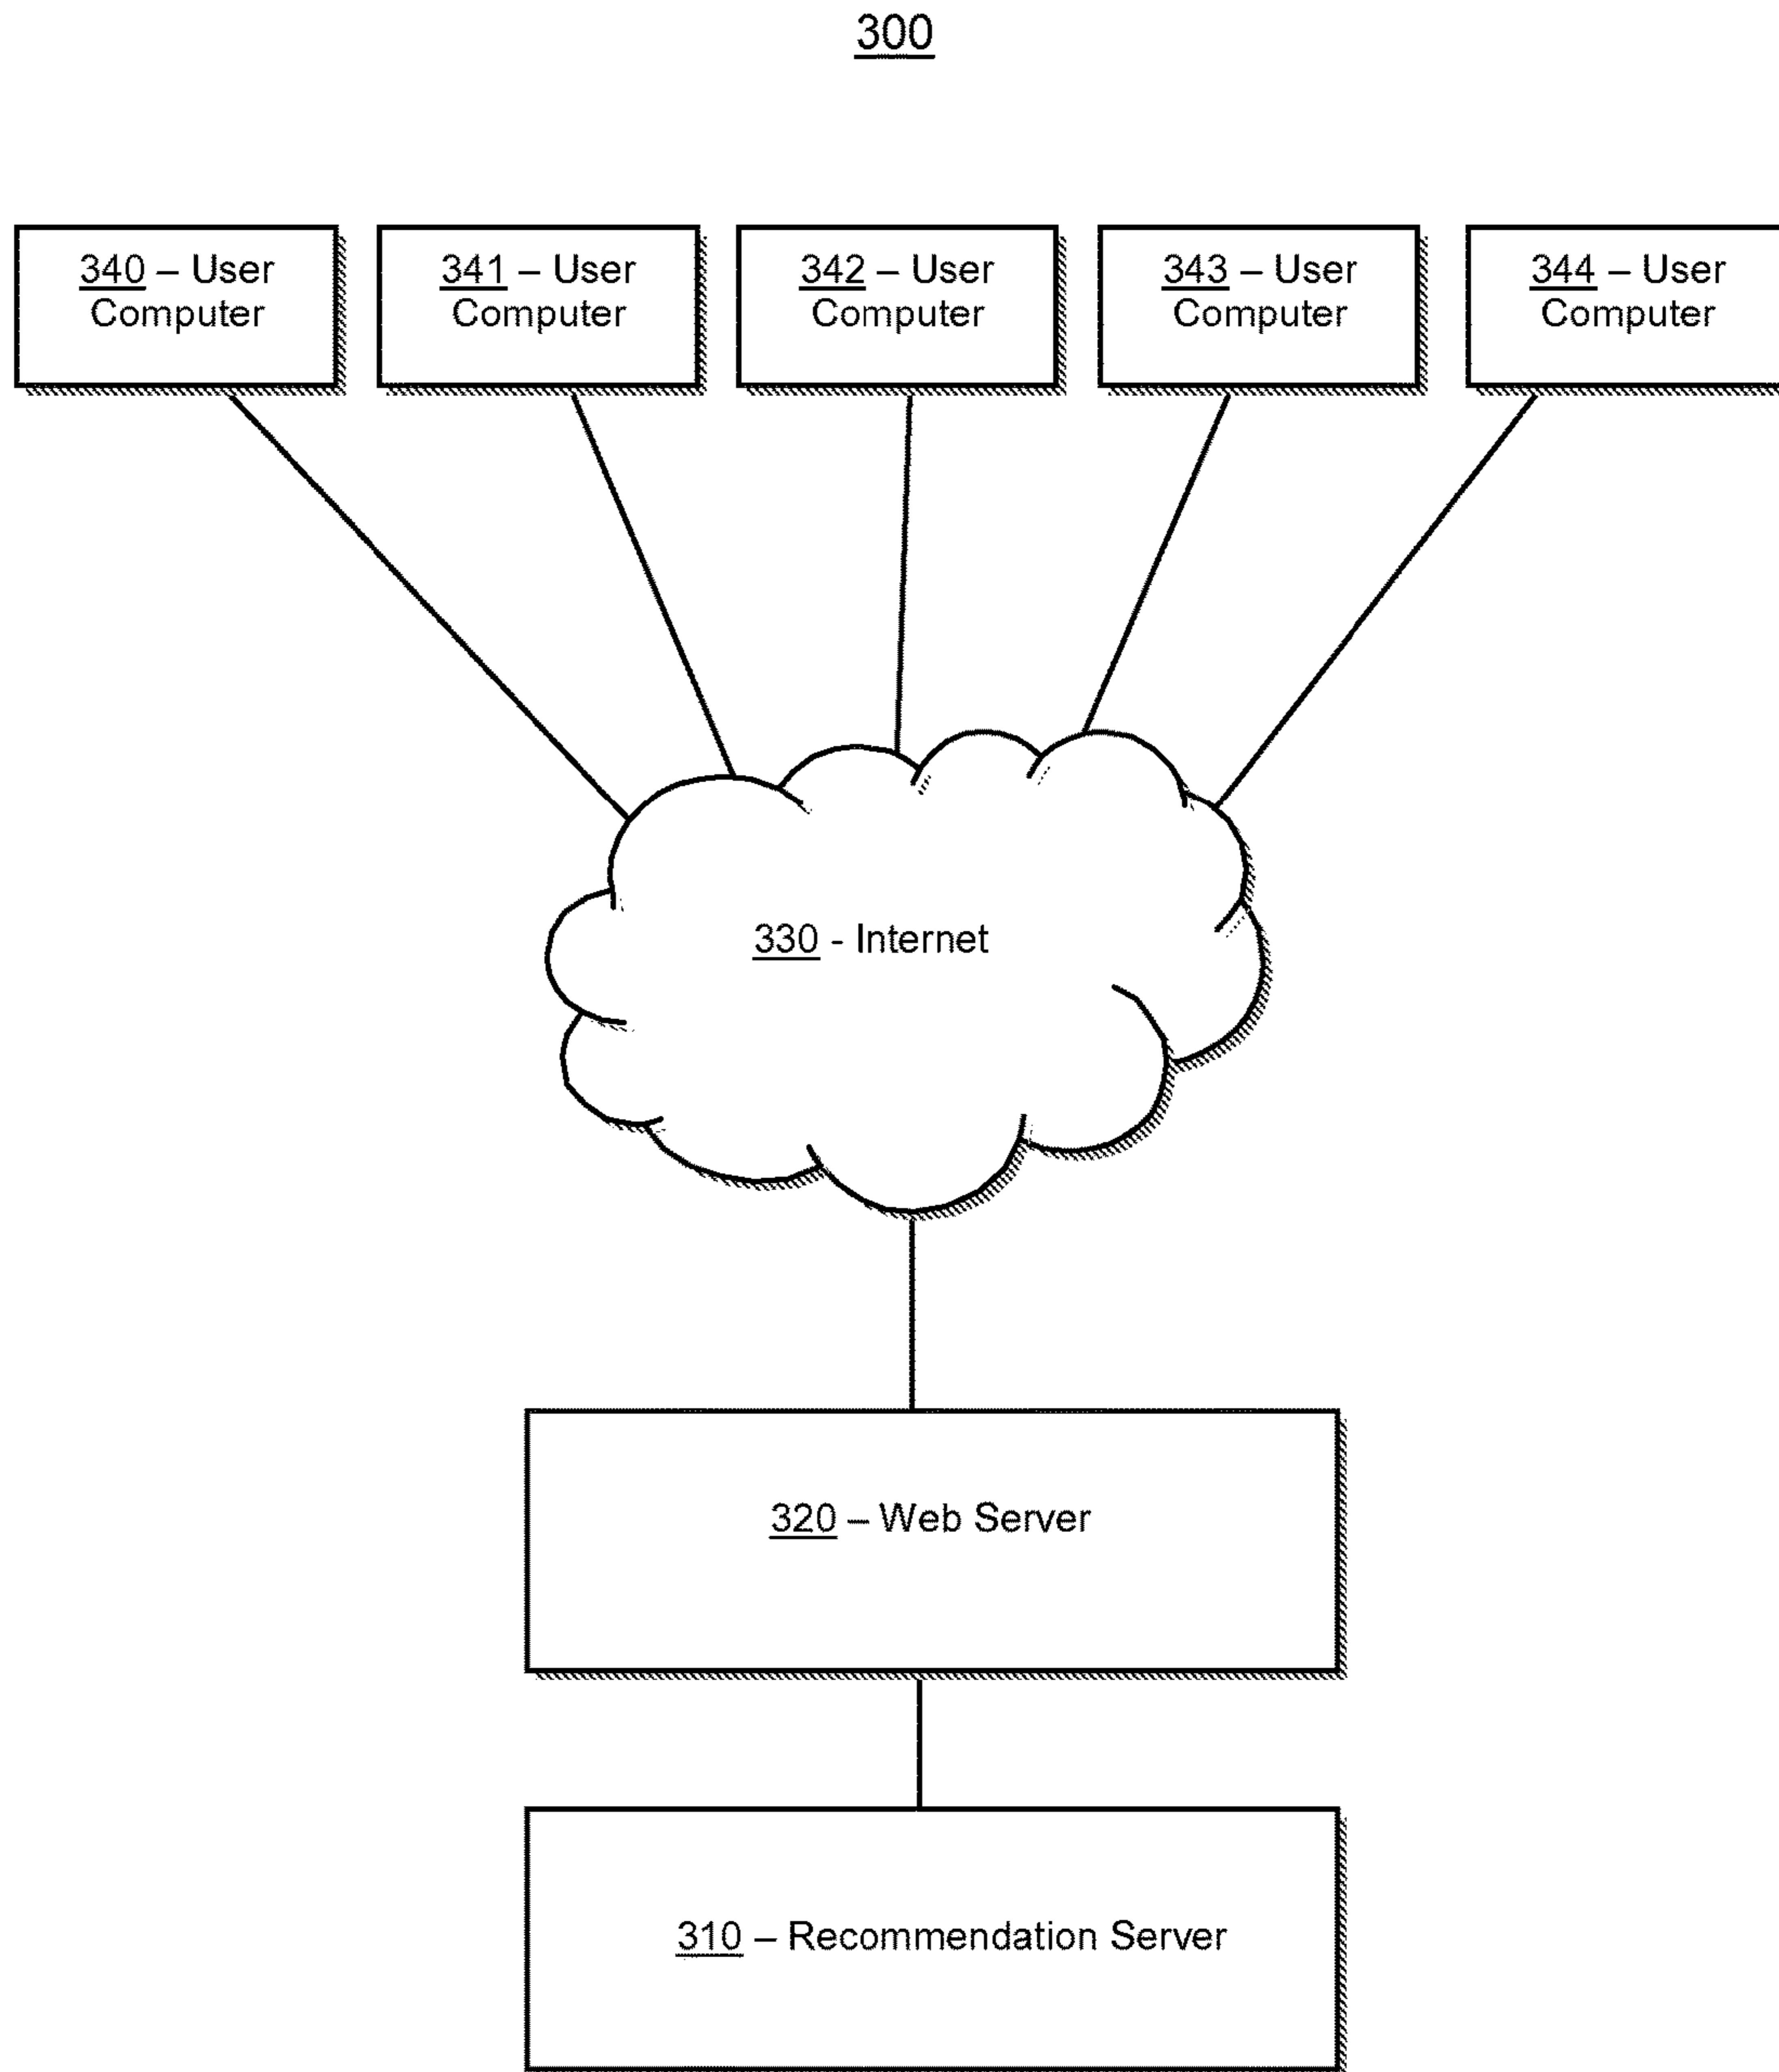 300
340 – User
Computer
341 – User
Computer
342 – User
Computer
343 – User
Computer
344 – User
Computer
330 - Internet
320 – Web Server
310 – Recommendation Server